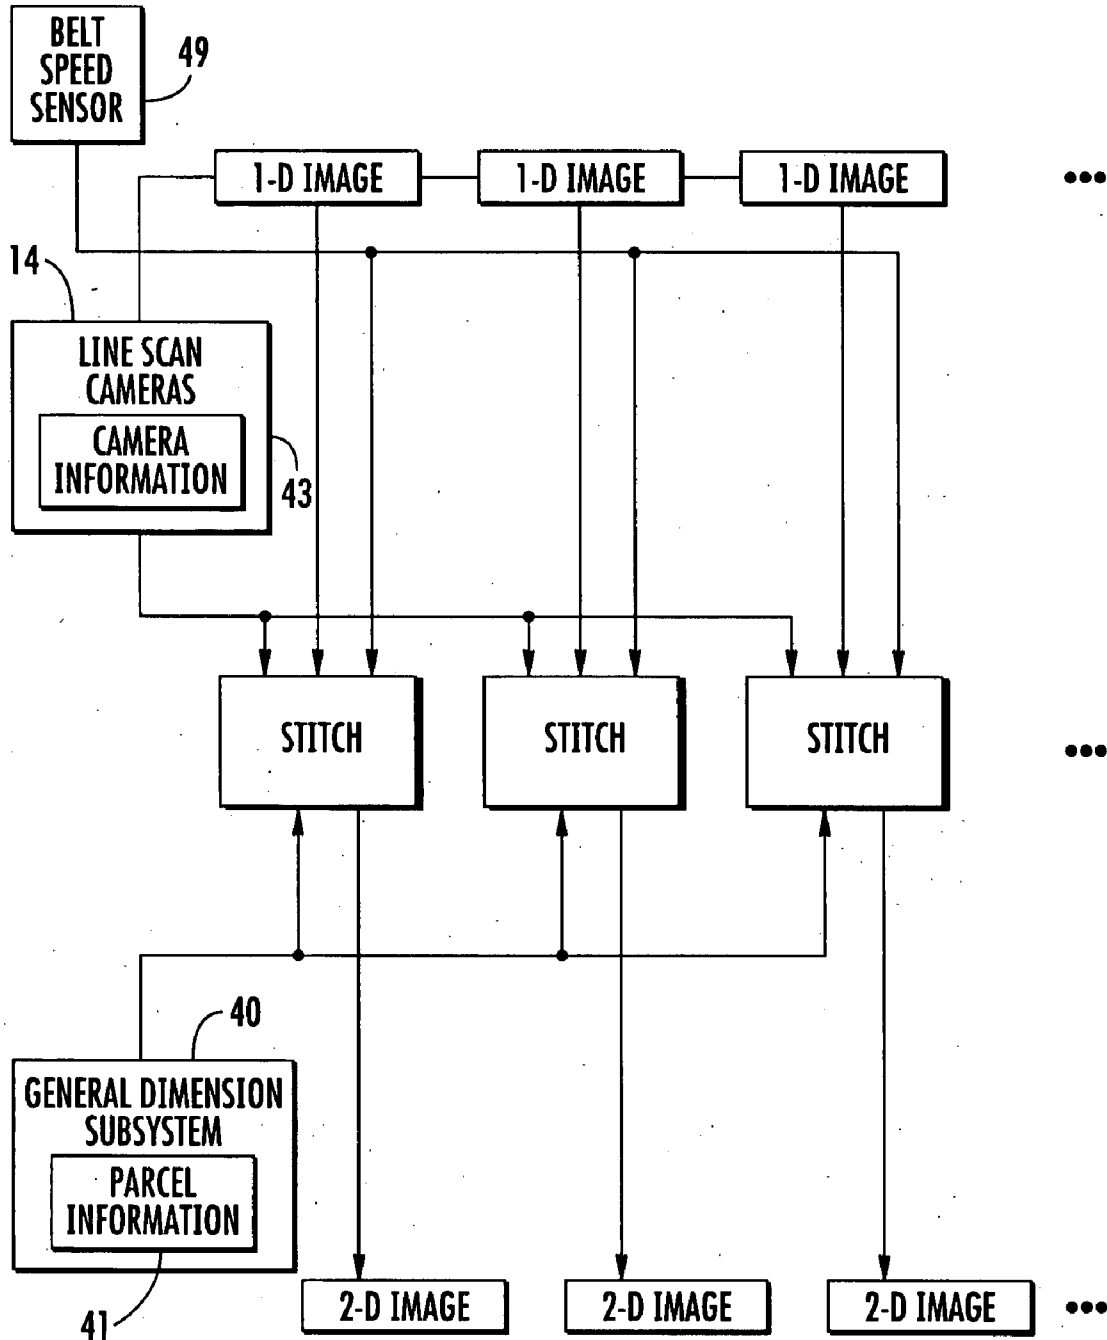 BELT
SPEED
SENSOR
49
1-D IMAGE
1-D IMAGE
1-D IMAGE
•••
14
LINE SCAN
CAMERAS
CAMERA
INFORMATION
43
STITCH
STITCH
STITCH
•••
40
GENERAL DIMENSION
SUBSYSTEM
PARCEL
INFORMATION
41
2-D IMAGE
2-D IMAGE
2-D IMAGE
•••